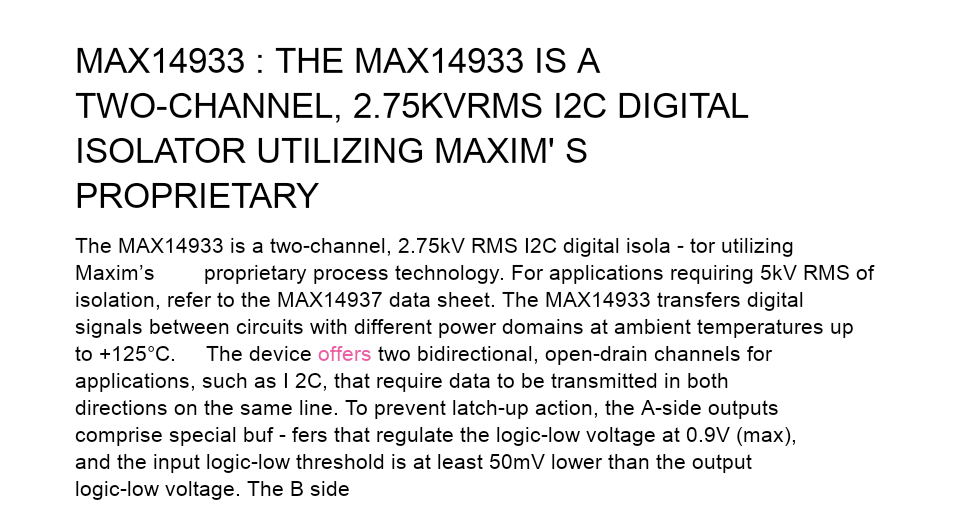 MAX14933 : THE MAX14933 IS A
TWO-CHANNEL, 2.75KVRMS I2C DIGITAL
ISOLATOR UTILIZING MAXIM' S
PROPRIETARY
The MAX14933 is a two-channel, 2.75kV RMS I2C digital isola - tor utilizing
Maxim’s proprietary process technology. For applications requiring 5kV RMS of
isolation, refer to the MAX14937 data sheet. The MAX14933 transfers digital
signals between circuits with different power domains at ambient temperatures up
to +125°C. The device offers two bidirectional, open-drain channels for
applications, such as I 2C, that require data to be transmitted in both
directions on the same line. To prevent latch-up action, the A-side outputs
comprise special buf - fers that regulate the logic-low voltage at 0.9V (max),
and the input logic-low threshold is at least 50mV lower than the output
logic-low voltage. The B side